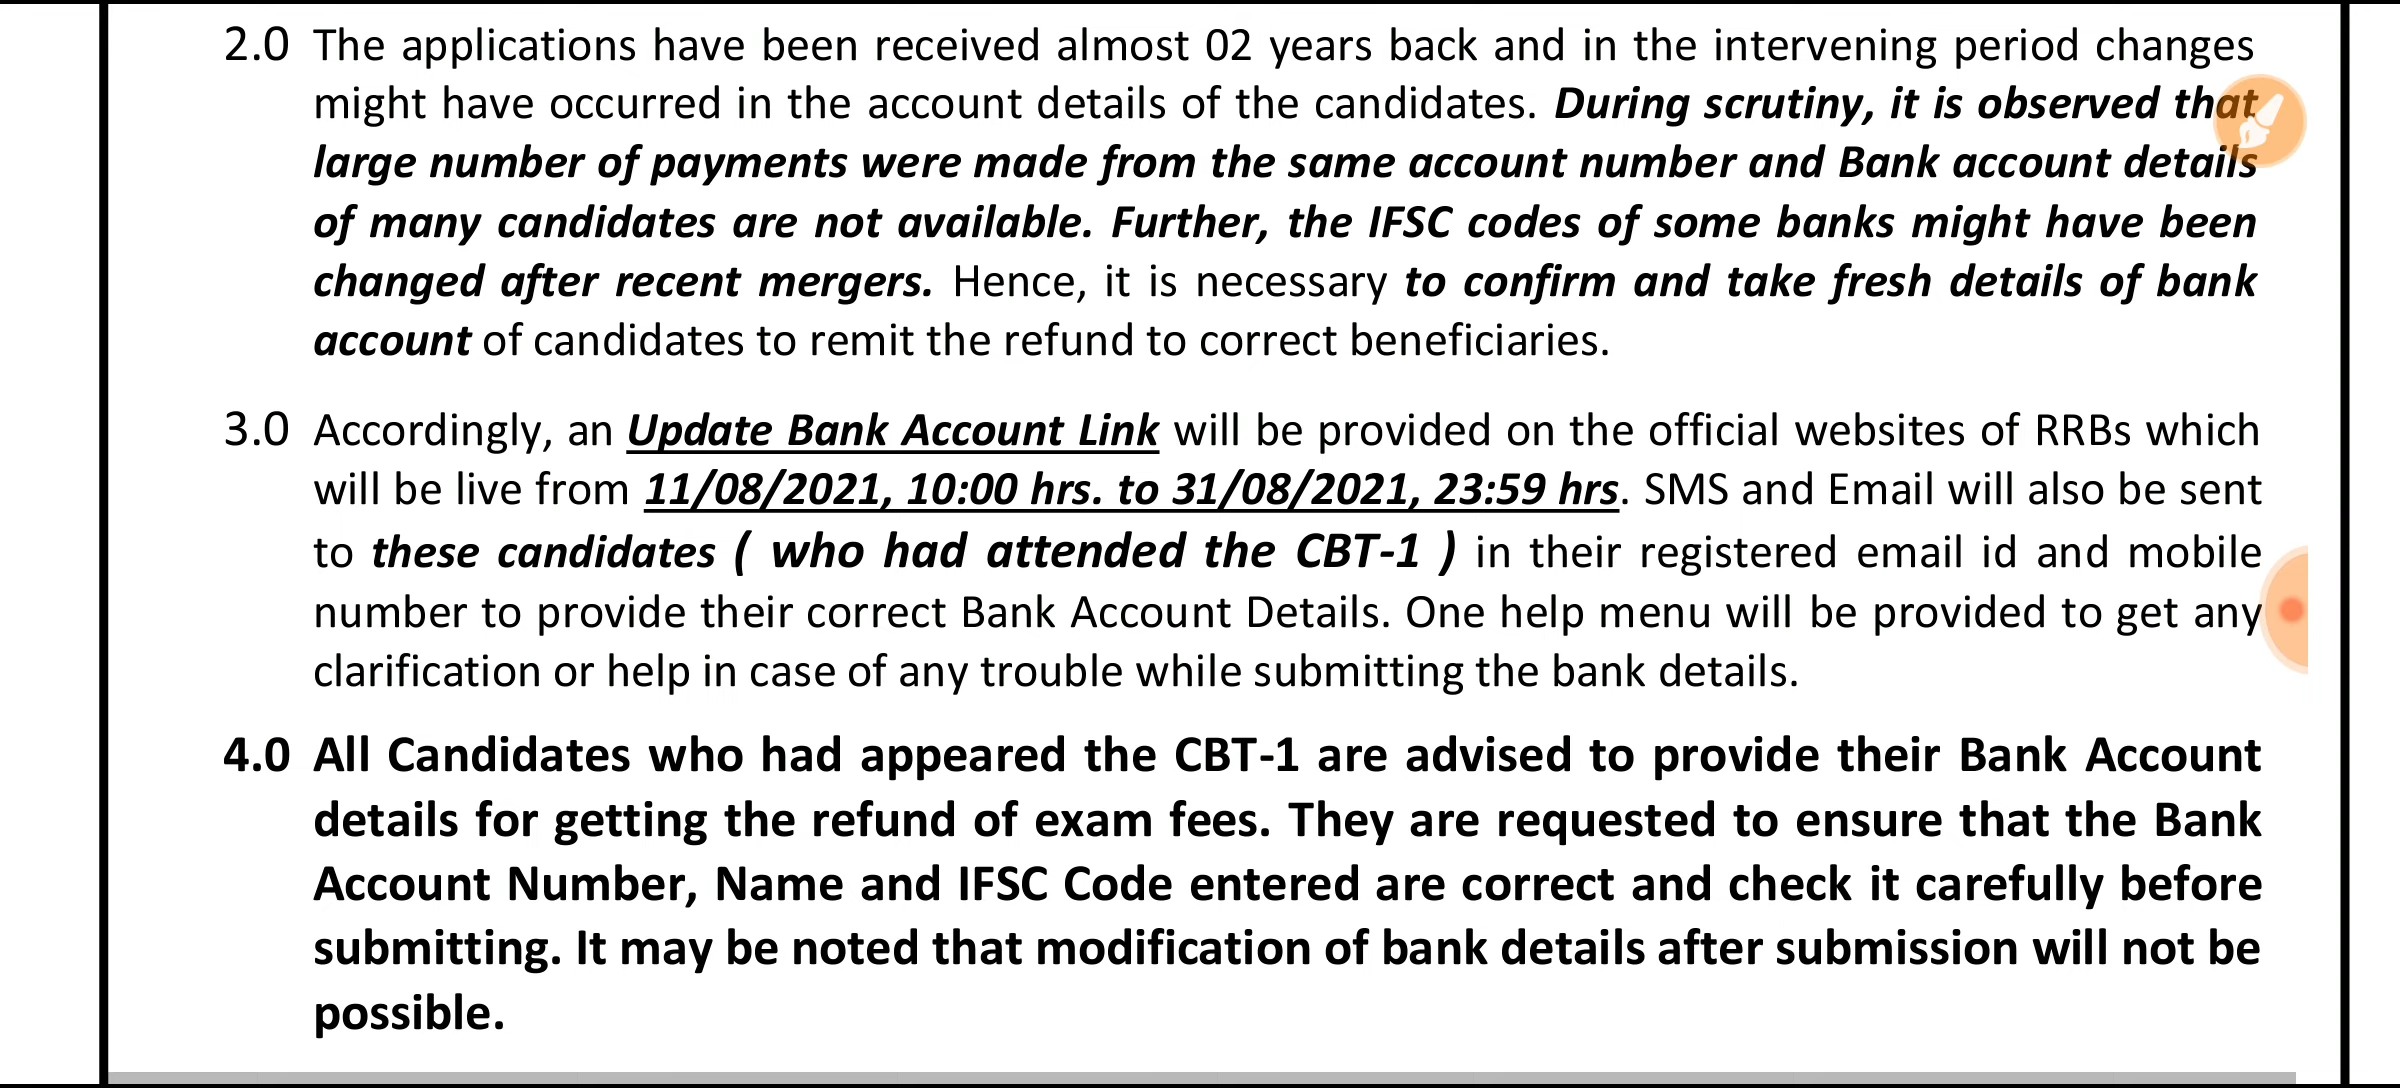 2.0 The applications have been received almost 02 years back and in the intervening period changes
might have occurred in the account details of the candidates. During scrutiny, it is observed that
large number of payments were made from the same account number and Bank account details
of many candidates are not available. Further, the IFSC codes of some banks might have been
changed after recent mergers. Hence, it is necessary to confirm and take fresh details of bank
account of candidates to remit the refund to correct beneficiaries.
3.0 Accordingly, an Update Bank Account Link will be provided on the official websites of RRBs which
will be live from 11/08/2021, 10:00 hrs. to 31/08/2021, 23:59 hrs. SMS and Email will also be sent
to these candidates ( who had attended the CBT-1 ) in their registered email id and mobile
number to provide their correct Bank Account Details. One help menu will be provided to get any
clarification or help in case of any trouble while submitting the bank details.
4.0 All Candidates who had appeared the CBT-1 are advised to provide their Bank Account
details for getting the refund of exam fees. They are requested to ensure that the Bank
Account Number, Name and IFSC Code entered are correct and check it carefully before
submitting. It may be noted that modification of bank details after submission will not be
possible.